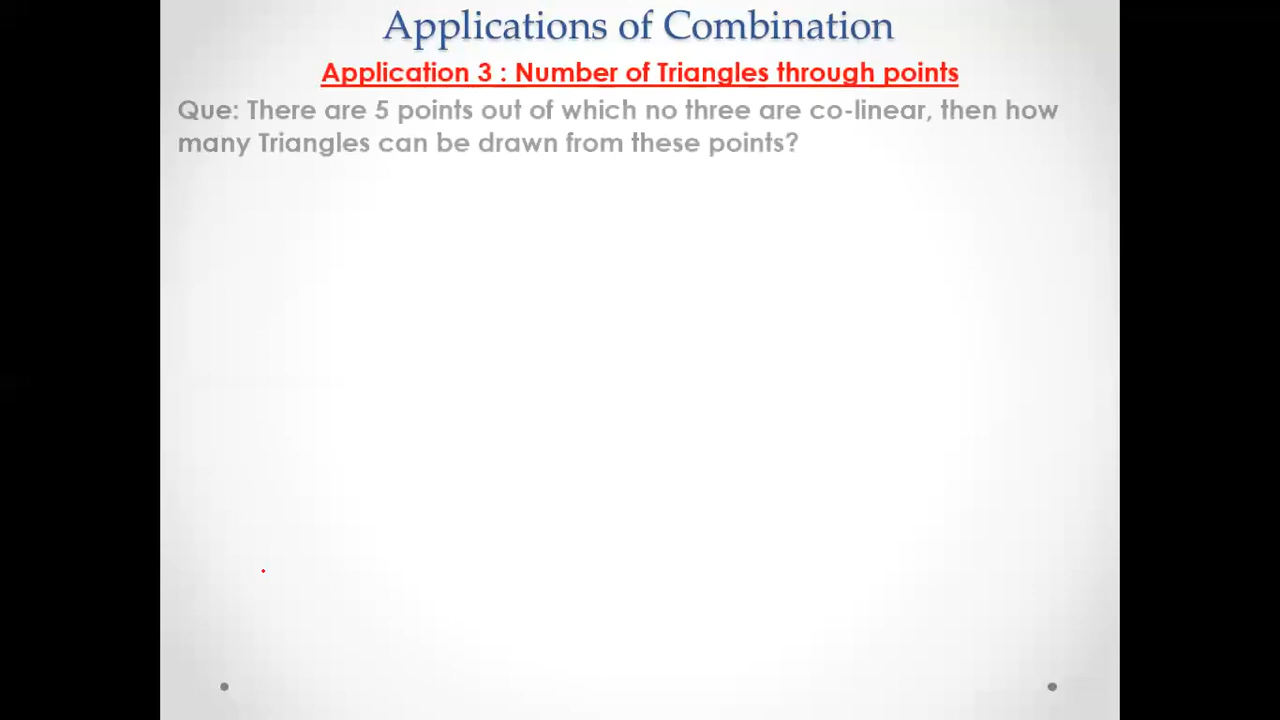 Applications of Combination
Application 3 : Number of Triangles through points
Que: There are 5 points out of which no three are co-linear, then how
many Triangles can be drawn from these points?